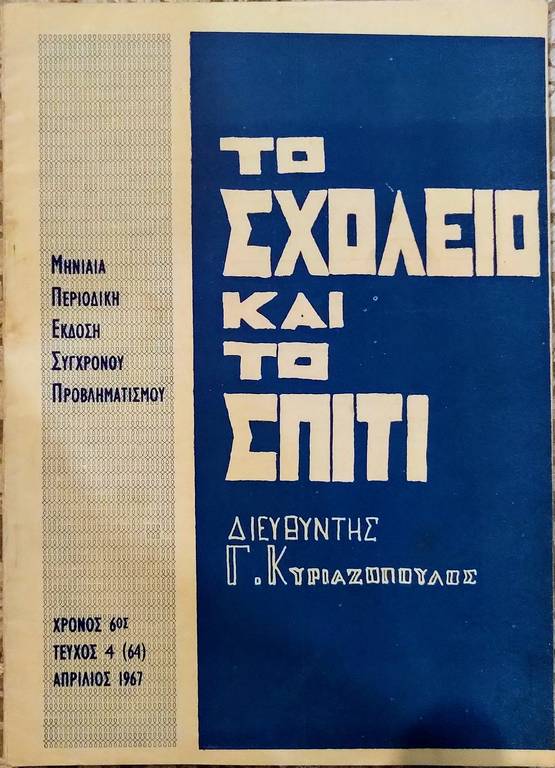 ΤΟ
ΣΧΟΛΕΙΟ
ΚΑΙ
ΤΟ
ΣΠΙΤΙ
ΔΙΕΥΘΥΝΤΗΣ
Γ. ΚΥΡΙΑΖΟΠΟΥΛΟΣ
ΜΗΝΙΑΙΑ
ΠΕΡΙΟΔΙΚΗ
ΕΚΔΟΣΗ
ΣΥΓΧΡΟΝΟΥ
ΠΡΟΒΛΗΜΑΤΙΣΜΟΥ
ΧΡΟΝΟΣ 6ΟΣ
ΤΕΥΧΟΣ 4 (64)
ΑΠΡΙΛΙΟΣ 1967